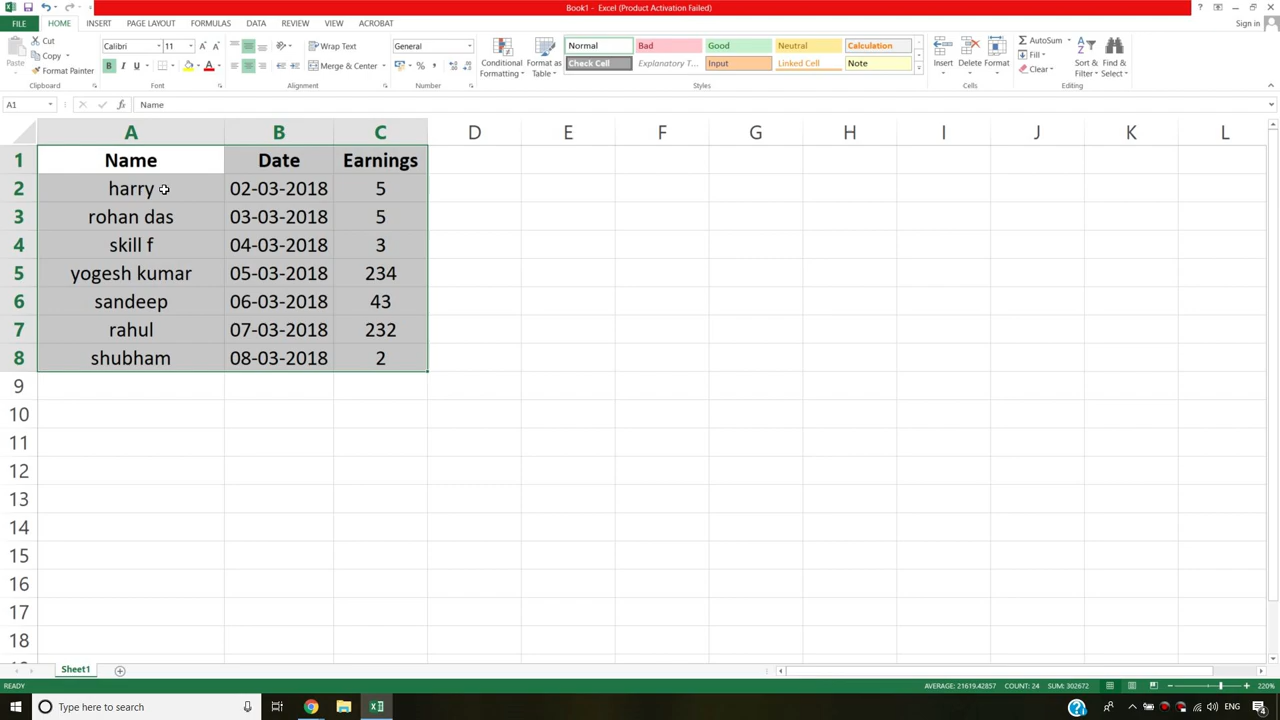 Book1 - Excel (Product Activation Failed)
FILE HOME INSERT PAGE LAYOUT FORMULAS DATA REVIEW VIEW ACROBAT Sign in
Paste
Cut
Copy
Format Painter
Clipboard
Calibri 11
B I U
Font
Wrap Text
Merge & Center
Alignment
General
Number
Conditional Formatting
Format as Table
Normal Bad Good Neutral Calculation
Check Cell Explanatory T... Input Linked Cell Note
Styles
Insert Delete Format
Cells
AutoSum
Fill
Clear
Sort & Filter
Find & Select
Editing
A1 fx Name
A B C D E F G H I J K L
1 Name Date Earnings
2 harry 02-03-2018 5
3 rohan das 03-03-2018 5
4 skill f 04-03-2018 3
5 yogesh kumar 05-03-2018 234
6 sandeep 06-03-2018 43
7 rahul 07-03-2018 232
8 shubham 08-03-2018 2
9
10
11
12
13
14
15
16
17
18
Sheet1
READY AVERAGE: 21619.42857 COUNT: 24 SUM: 302672 220%
Type here to search ENG